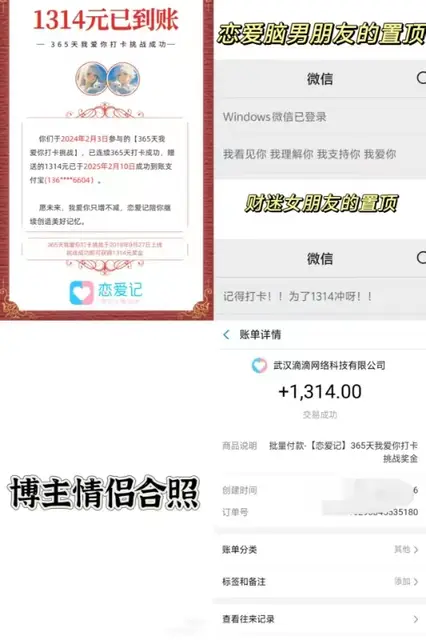 1314元已到账
365天我爱你打卡挑战成功
你们于2024年2月3日参与的【365天我
爱你打卡挑战】，已连续365天打卡成功，赠
送的1314元已于2025年2月10日成功到账支
付宝(136****6604) 。
愿未来，我爱你只增不减，恋爱记陪你继
续创造美好记忆。
365天我爱你打卡挑战于2018年9月27日上线
挑战成功即可获得1314元奖金
恋爱记
恋爱脑男朋友的置顶
微信
Windows微信已登录
我看见你 我理解你 我支持你 我爱你
财迷女朋友的置顶
微信
记得打卡！！为了1314冲呀！！
博主情侣合照
账单详情
武汉滴滴网络科技有限公司
+1,314.00
交易成功
商品说明 批量付款-【恋爱记】365天我爱你打卡
挑战奖金
创建时间 6
订单号
账单分类 其他
标签和备注 添加
查看往来记录